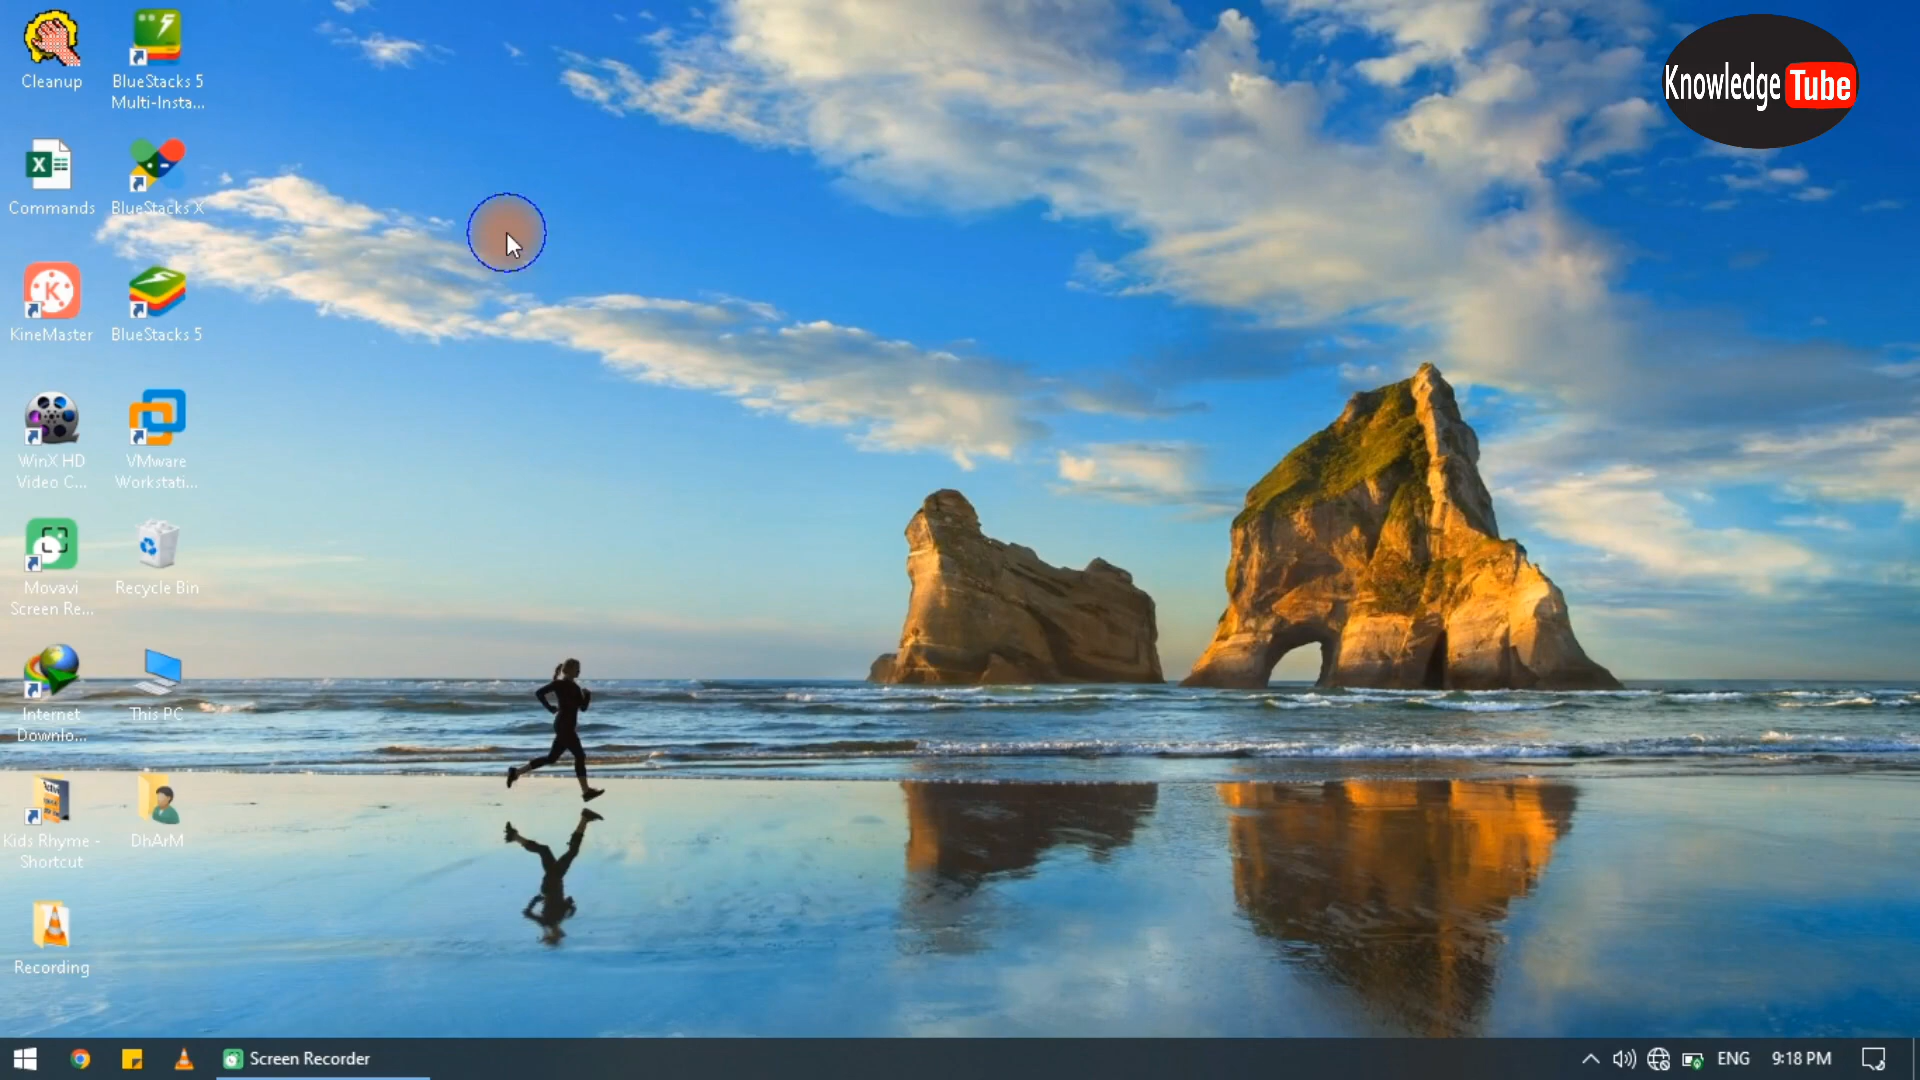 Cleanup
BlueStacks 5
Multi-Insta...
Commands
BlueStacks X
KineMaster
BlueStacks 5
WinX HD
Video C...
VMware
Workstati...
Movavi
Screen Re...
Recycle Bin
Internet
Downlo...
This PC
Kids Rhyme -
Shortcut
DhArM
Recording
Knowledge Tube
Screen Recorder
ENG
9:18 PM